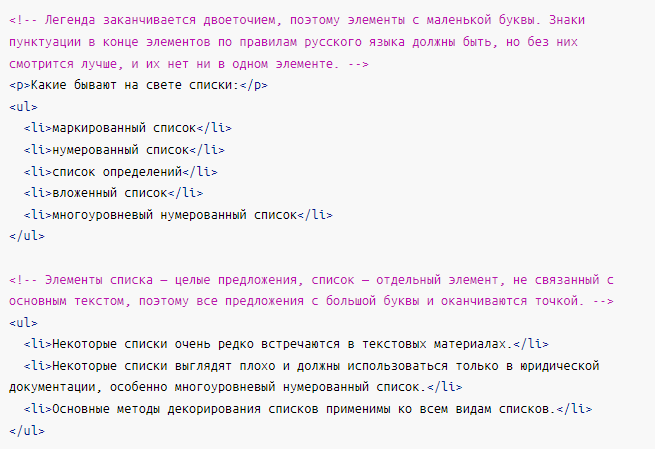 <!-- Легенда заканчивается двоеточием, поэтому элементы с маленькой буквы. Знаки
пунктуации в конце элементов по правилам русского языка должны быть, но без них
смотрится лучше, и их нет ни в одном элементе. -->
<p>Какие бывают на свете списки:</p>
<ul>
  <li>маркированный список</li>
  <li>нумерованный список</li>
  <li>список определений</li>
  <li>вложенный список</li>
  <li>многоуровневый нумерованный список</li>
</ul>

<!-- Элементы списка — целые предложения, список — отдельный элемент, не связанный с
основным текстом, поэтому все предложения с большой буквы и оканчиваются точкой. -->
<ul>
  <li>Некоторые списки очень редко встречаются в текстовых материалах.</li>
  <li>Некоторые списки выглядят плохо и должны использоваться только в юридической
документации, особенно многоуровневый нумерованный список.</li>
  <li>Основные методы декорирования списков применимы ко всем видам списков.</li>
</ul>